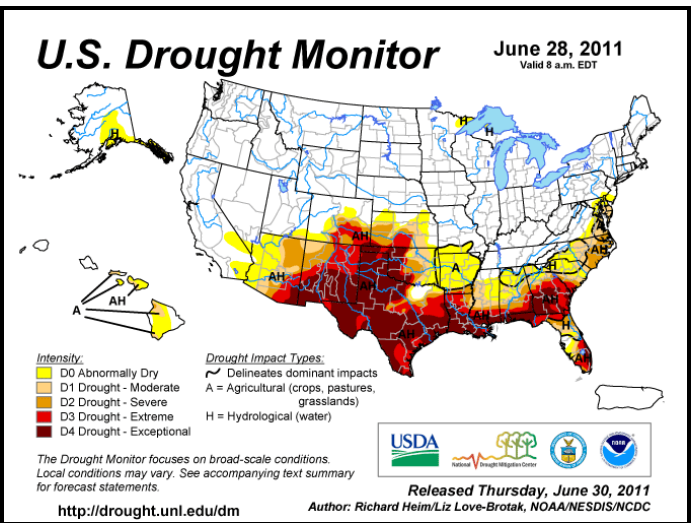 U.S. Drought Monitor
June 28, 2011
Valid 8 a.m. EDT
H
H
H
AH
AH
AH
A
H
AH
AH
AH
AH
H
AH
A
AH
Intensity:
D0 Abnormally Dry
D1 Drought - Moderate
D2 Drought - Severe
D3 Drought - Extreme
D4 Drought - Exceptional
Drought Impact Types:
Delineates dominant impacts
A = Agricultural (crops, pastures,
grasslands)
H = Hydrological (water)
The Drought Monitor focuses on broad-scale conditions.
Local conditions may vary. See accompanying text summary
for forecast statements.
http://drought.unl.edu/dm
USDA
National Drought Mitigation Center
noaa
Released Thursday, June 30, 2011
Author: Richard Heim/Liz Love-Brotak, NOAA/NESDIS/NCDC